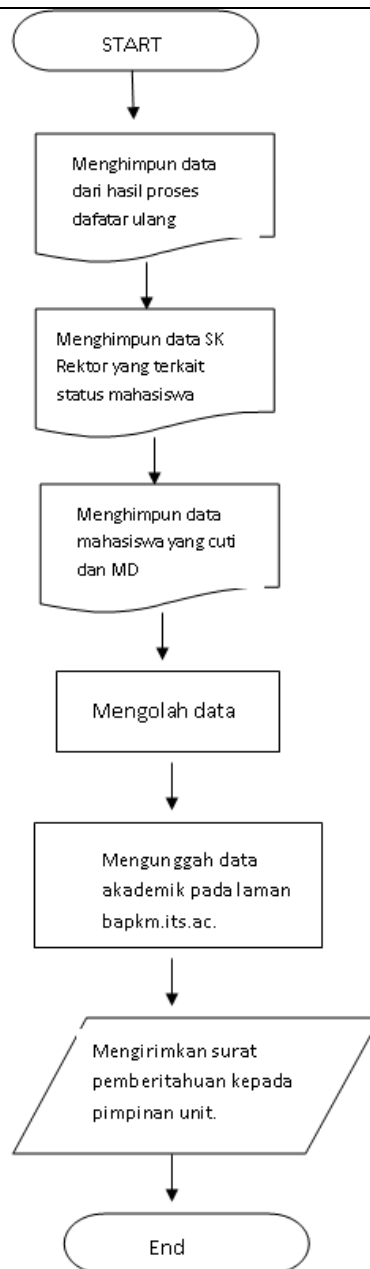 START
Menghimpun data
dari hasil proses
dafatar ulang
Menghimpun data SK
Rektor yang terkait
status mahasiswa
Menghimpun data
mahasiswa yang cuti
dan MD
Mengolah data
Mengunggah data
akademik pada laman
bapkm.its.ac.
Mengirimkan surat
pemberitahuan kepada
pimpinan unit.
End